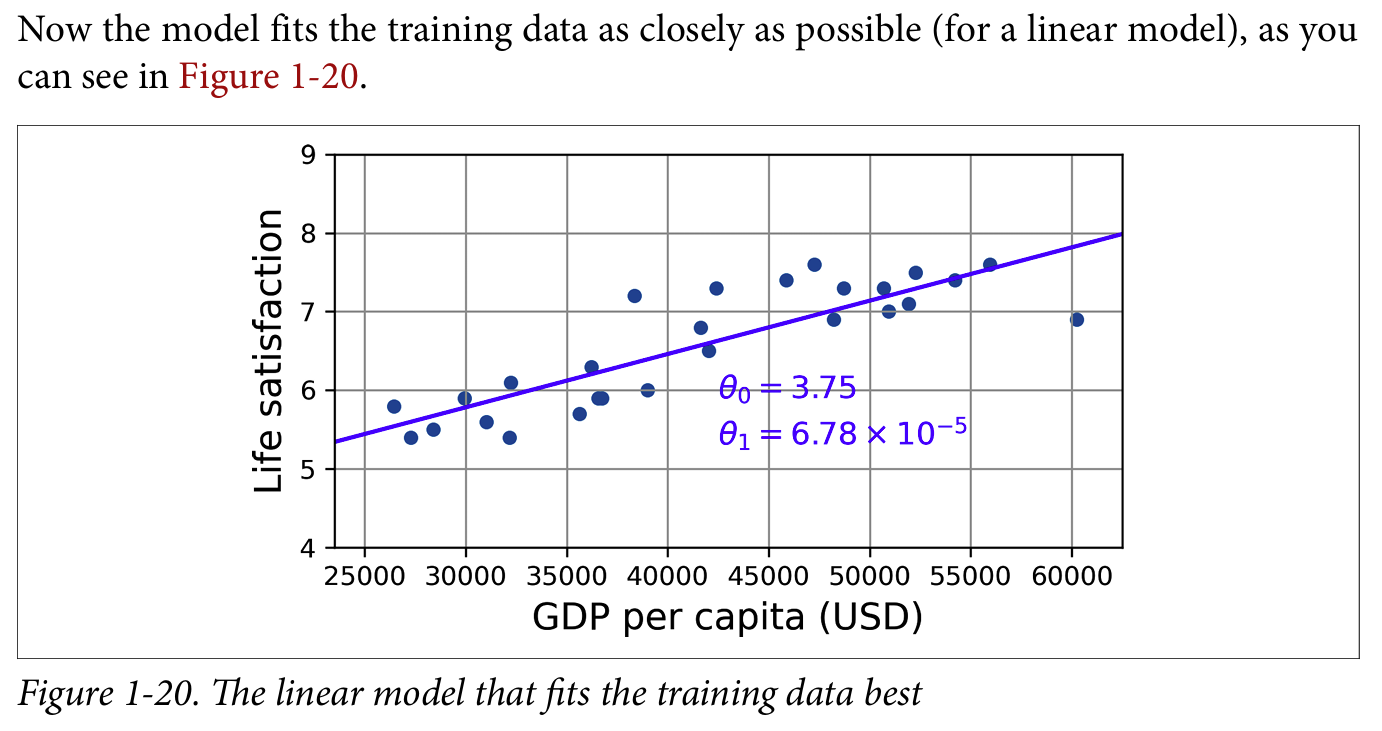 Now the model fits the training data as closely as possible (for a linear model), as you
can see in Figure 1-20.
9
8
7
6
5
4
Life satisfaction
θ₀ = 3.75
θ₁ = 6.78 × 10⁻⁵
25000 30000 35000 40000 45000 50000 55000 60000
GDP per capita (USD)
Figure 1-20. The linear model that fits the training data best